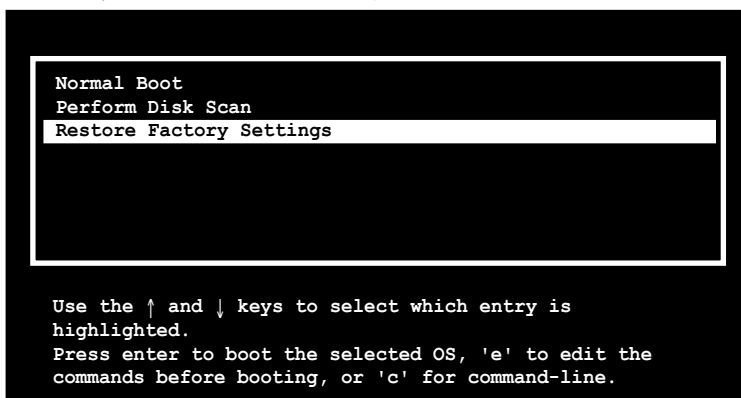 Normal Boot
Perform Disk Scan
Restore Factory Settings
Use the ↑ and ↓ keys to select which entry is
highlighted.
Press enter to boot the selected OS, 'e' to edit the
commands before booting, or 'c' for command-line.